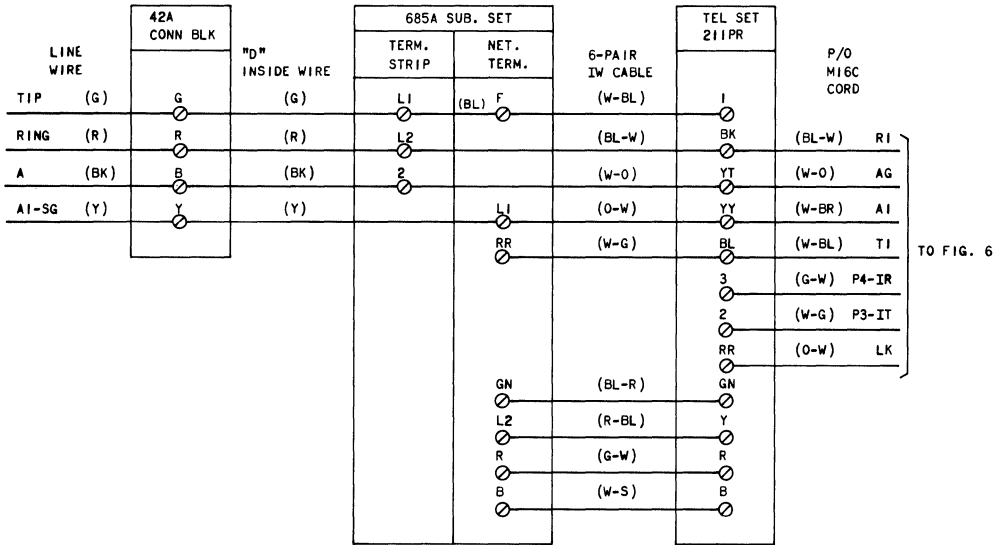 42A
CONN BLK
685A SUB. SET
TEL SET
211PR
LINE
WIRE
"D"
INSIDE WIRE
TERM.
STRIP
NET.
TERM.
6-PAIR
IW CABLE
P/O
M16C
CORD
TIP (G) G (G) L1 (BL) F (W-BL) 1
RING (R) R (R) L2 (BL-W) BK (BL-W) R1
A (BK) B (BK) 2 (W-O) YT (W-O) AG
A1-SG (Y) Y (Y) L1 (O-W) YY (W-BR) A1
RR (W-G) BL (W-BL) T1
TO FIG. 6
3 (G-W) P4-1R
2 (W-G) P3-1T
RR (O-W) LK
GN (BL-R) GN
L2 (R-BL) Y
R (G-W) R
B (W-S) B